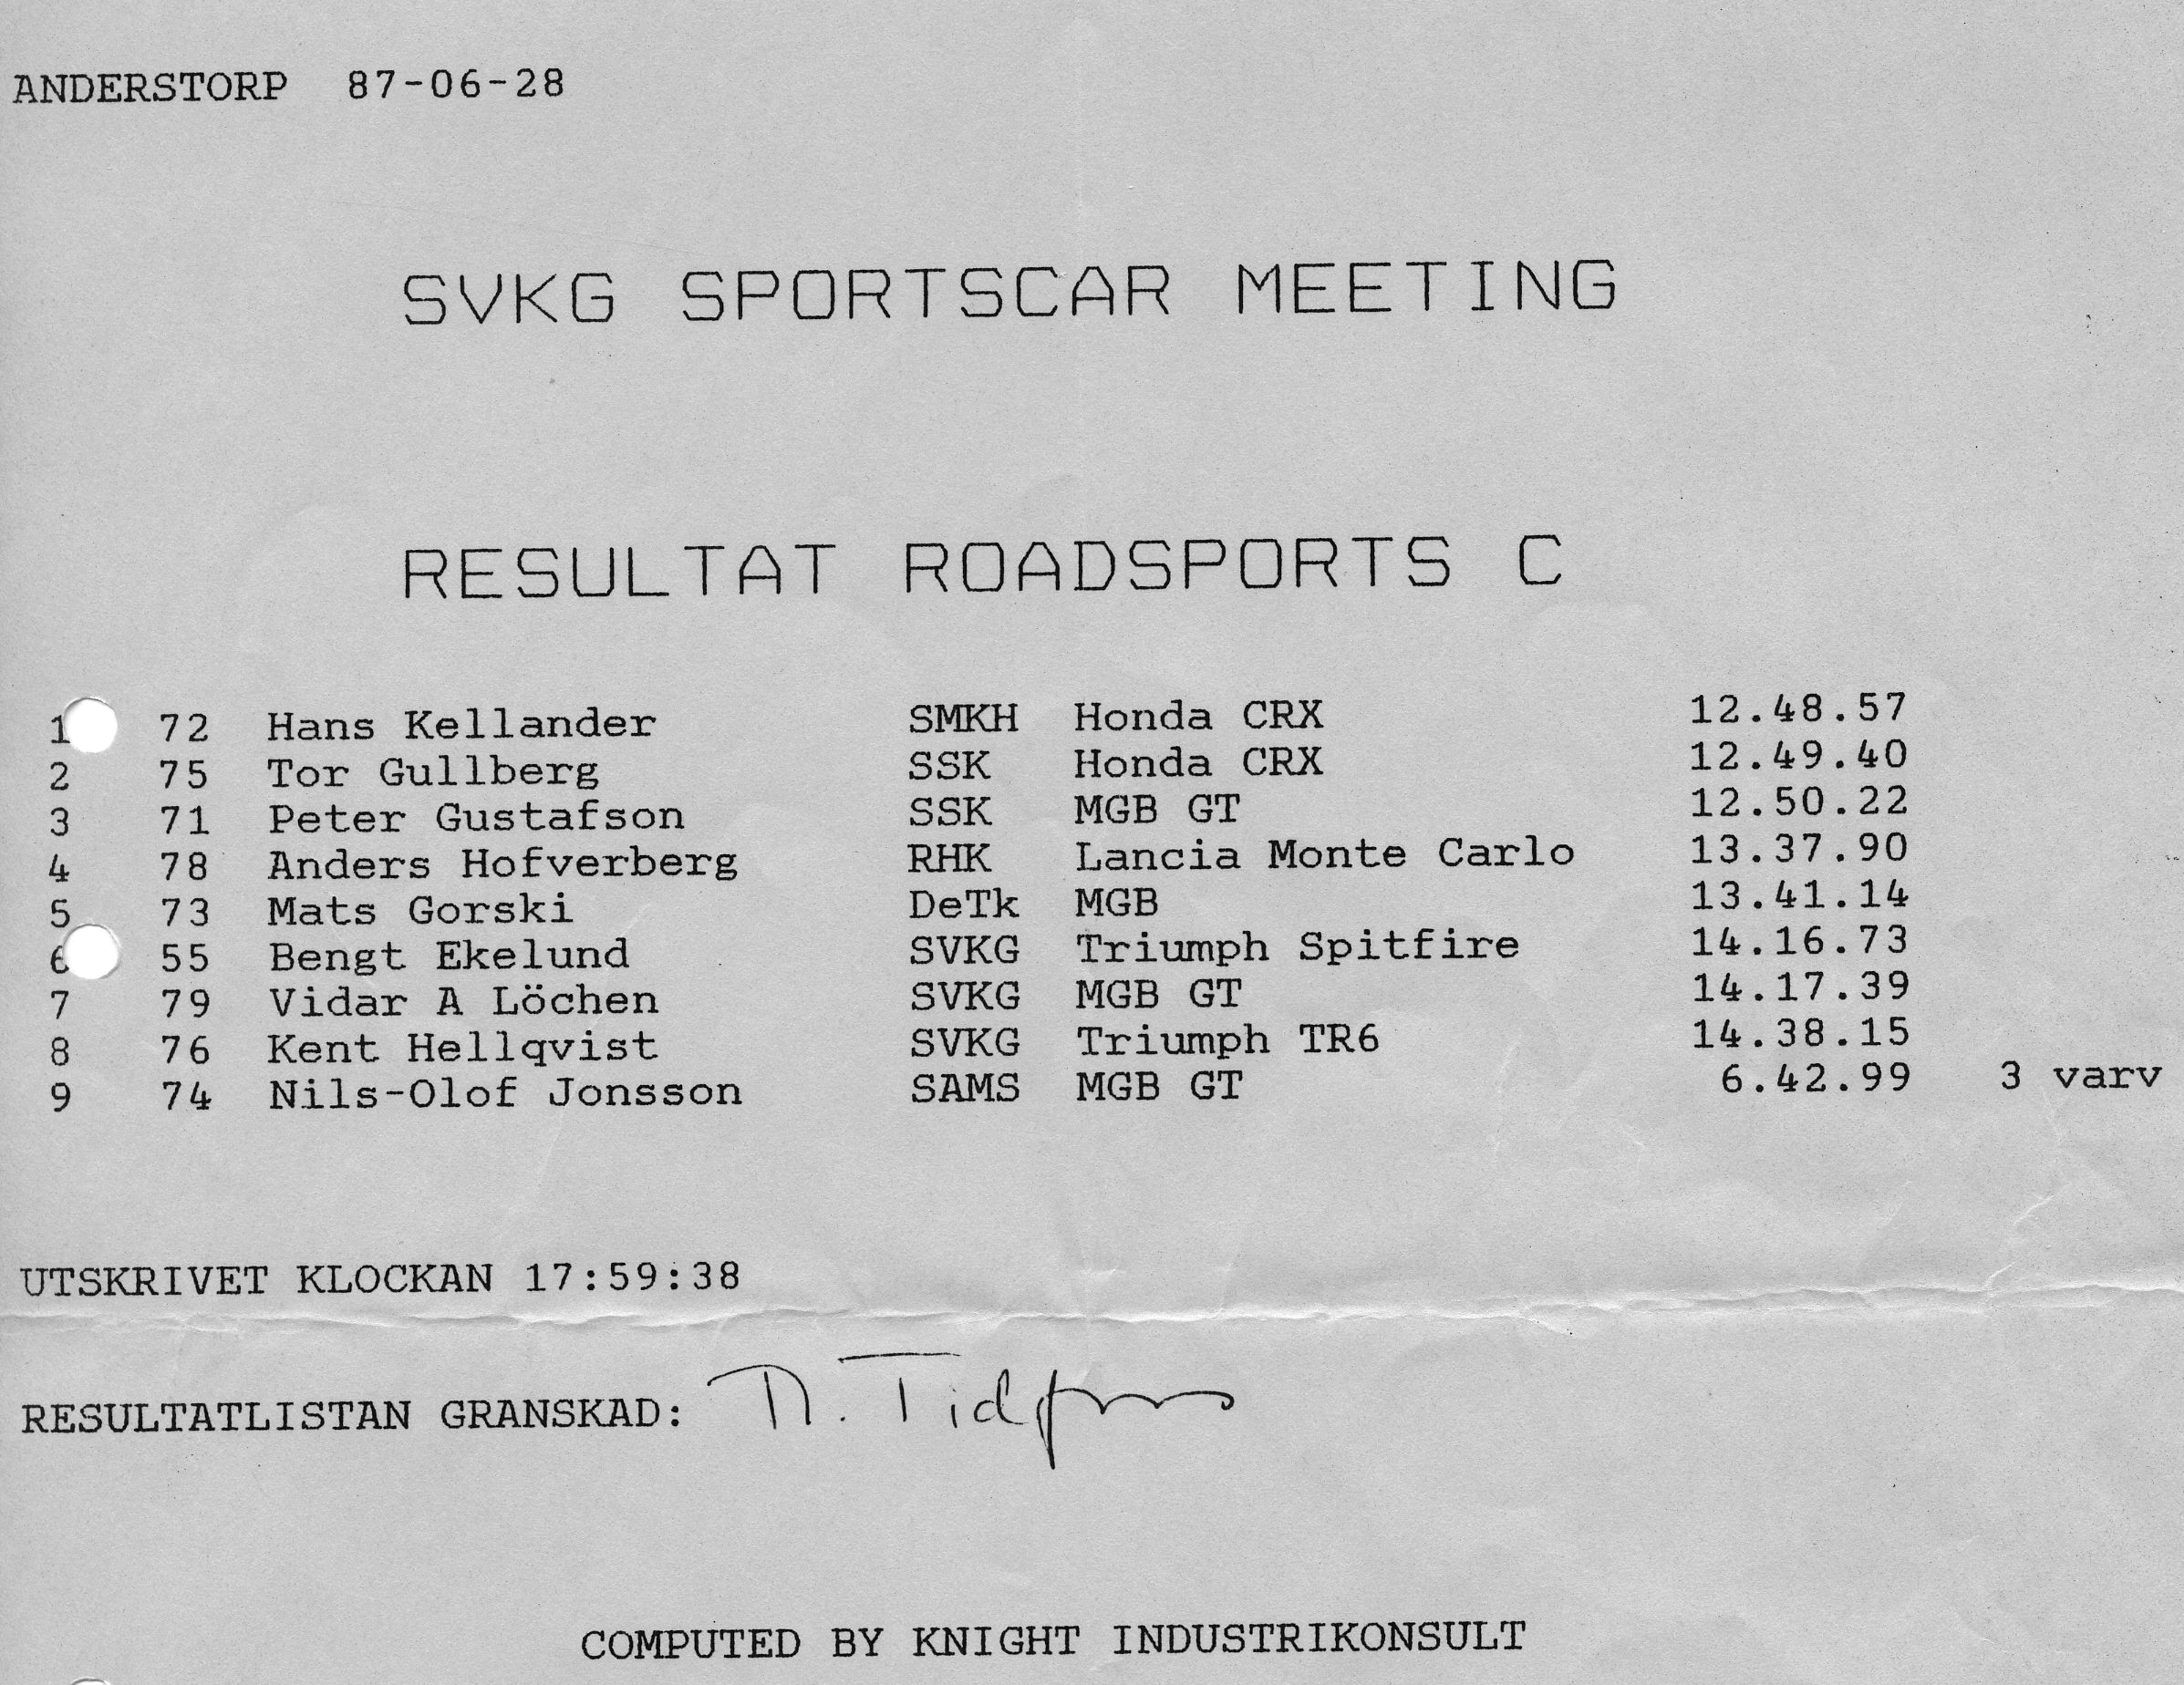 ANDERSTORP 87-06-28
SVKG SPORTSCAR MEETING
RESULTAT ROADSPORTS C
1 72 Hans Kellander SMKH Honda CRX 12.48.57
2 75 Tor Gullberg SSK Honda CRX 12.49.40
3 71 Peter Gustafson SSK MGB GT 12.50.22
4 78 Anders Hofverberg RHK Lancia Monte Carlo 13.37.90
5 73 Mats Gorski DeTk MGB 13.41.14
6 55 Bengt Ekelund SVKG Triumph Spitfire 14.16.73
7 79 Vidar A Löchen SVKG MGB GT 14.17.39
8 76 Kent Hellqvist SVKG Triumph TR6 14.38.15
9 74 Nils-Olof Jonsson SAMS MGB GT 6.42.99 3 varv
UTSKRIVET KLOCKAN 17:59:38
RESULTATLISTAN GRANSKAD:
COMPUTED BY KNIGHT INDUSTRIKONSULT